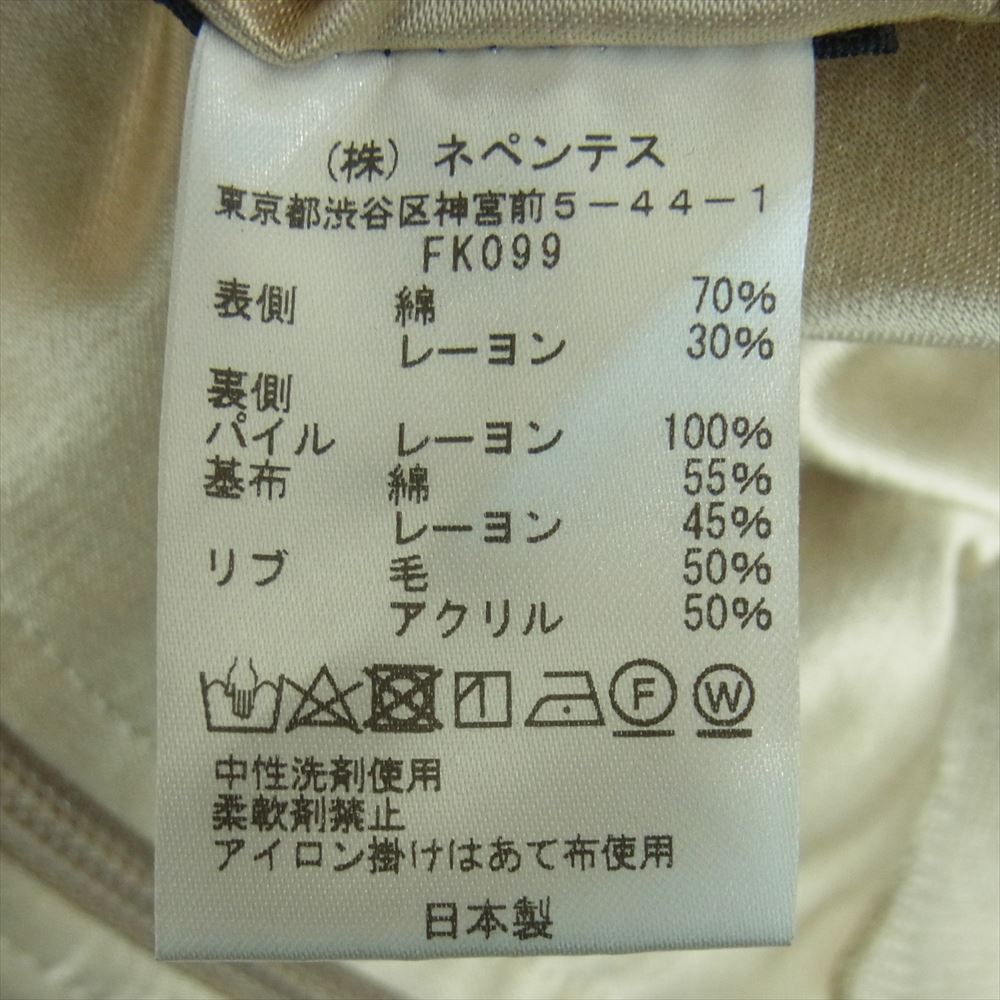 (株) ネペンテス
東京都渋谷区神宮前5-44-1
FK099
表側 綿 70%
レーヨン 30%
裏側
パイル レーヨン 100%
基布 綿 55%
レーヨン 45%
リブ 毛 50%
アクリル 50%
F W
中性洗剤使用
柔軟剤禁止
アイロン掛けはあて布使用
日本製